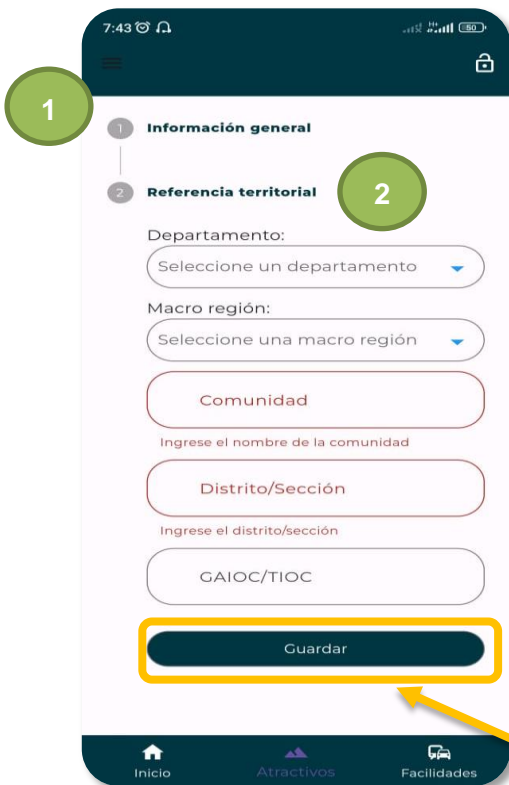 7:43
50
1
1 Información general
2 Referencia territorial
2
Departamento:
Seleccione un departamento
Macro región:
Seleccione una macro región
Comunidad
Ingrese el nombre de la comunidad
Distrito/Sección
Ingrese el distrito/sección
GAIOC/TIOC
Guardar
Inicio
Atractivos
Facilidades